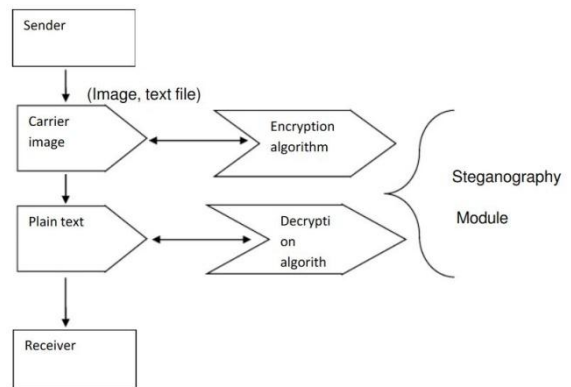 Sender
(Image, text file)
Carrier
image
Encryption
algorithm
Steganography
Module
Plain text
Decrypti
on
algorith
Receiver